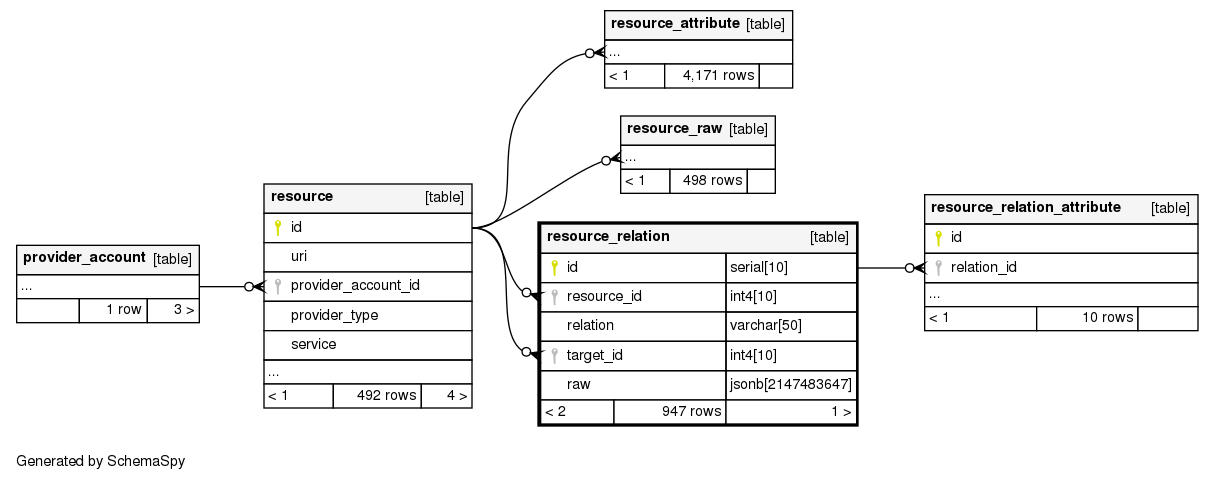 resource_attribute [table]
...
< 1 4,171 rows
resource_raw [table]
...
< 1 498 rows
resource [table]
id
uri
provider_account_id
provider_type
service
...
< 1 492 rows 4 >
provider_account [table]
...
1 row 3 >
resource_relation [table]
id serial[10]
resource_id int4[10]
relation varchar[50]
target_id int4[10]
raw jsonb[2147483647]
< 2 947 rows 1 >
resource_relation_attribute [table]
id
relation_id
...
< 1 10 rows
Generated by SchemaSpy